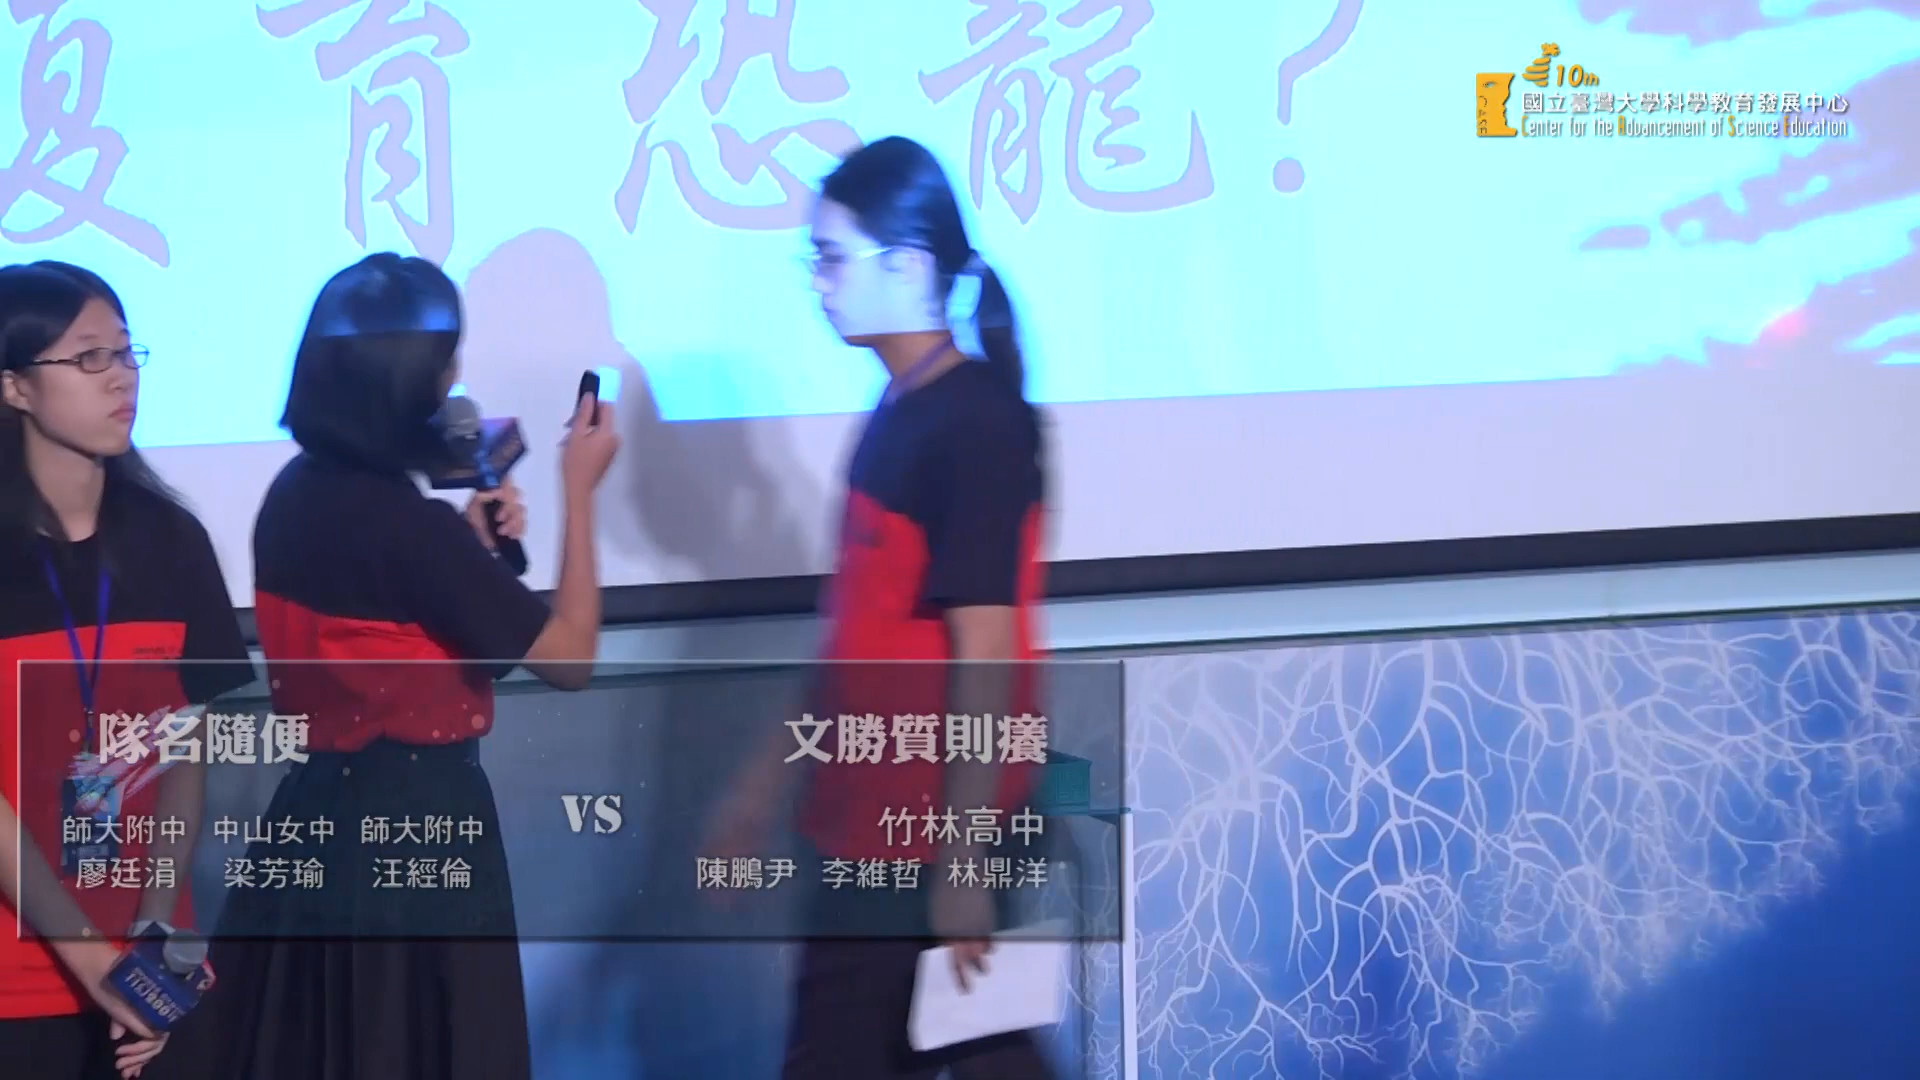 復育恐龍?
10th
國立臺灣大學科學教育發展中心
Center for the Advancement of Science Education
CASE
隊名隨便
文勝質則癢
師大附中 中山女中 師大附中
廖廷涓 梁芳瑜 汪經倫
VS
竹林高中
陳鵬尹 李維哲 林鼎洋